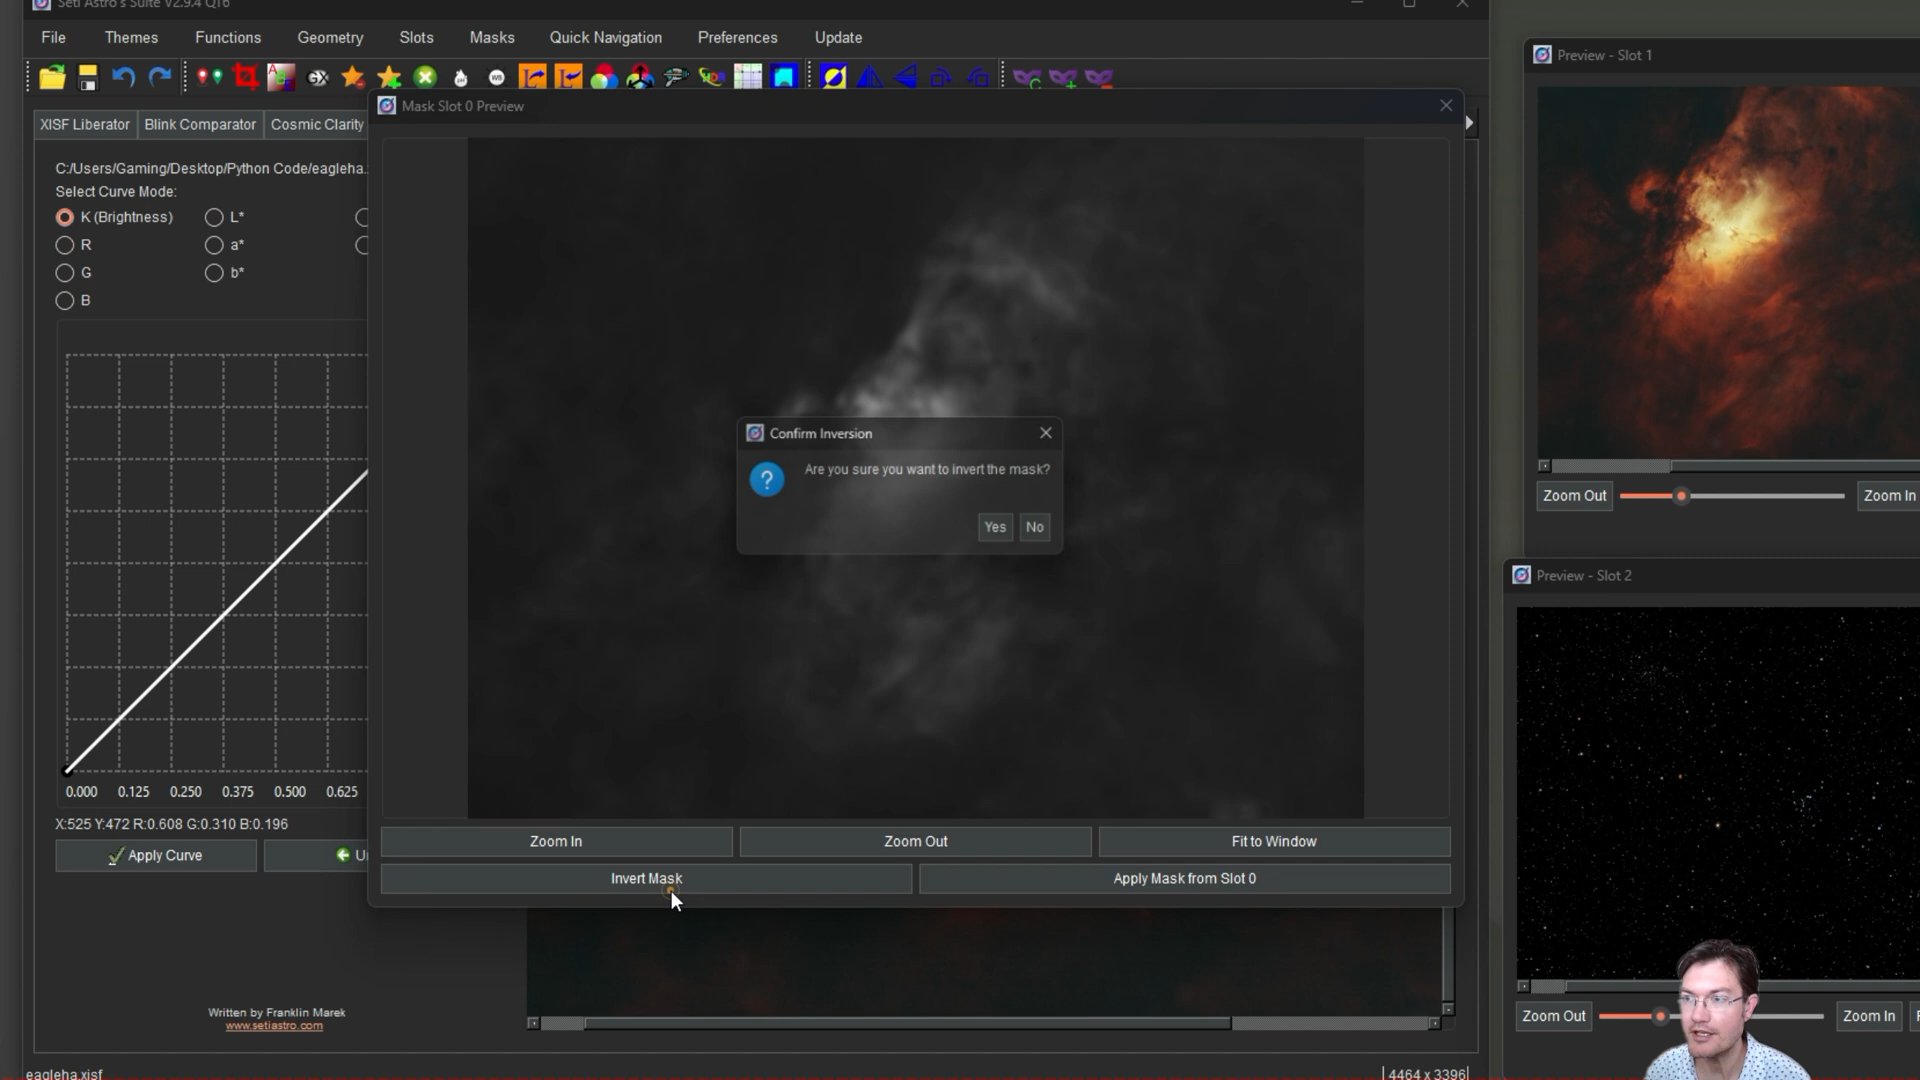 Seti Astro's Suite V2.9.4 QT6
File Themes Functions Geometry Slots Masks Quick Navigation Preferences Update
Mask Slot 0 Preview
XISF Liberator Blink Comparator Cosmic Clarity
C:/Users/Gaming/Desktop/Python Code/eagleha.
Select Curve Mode:
K (Brightness) L*
R a*
G b*
B
0.000 0.125 0.250 0.375 0.500 0.625
X:525 Y:472 R:0.608 G:0.310 B:0.196
Apply Curve
Confirm Inversion
Are you sure you want to invert the mask?
?
Yes No
Zoom In Zoom Out Fit to Window
Invert Mask Apply Mask from Slot 0
Written by Franklin Marek
www.setiastro.com
eagleha.xisf
4464 x 3396
Preview - Slot 1
Zoom Out Zoom In
Preview - Slot 2
Zoom Out Zoom In